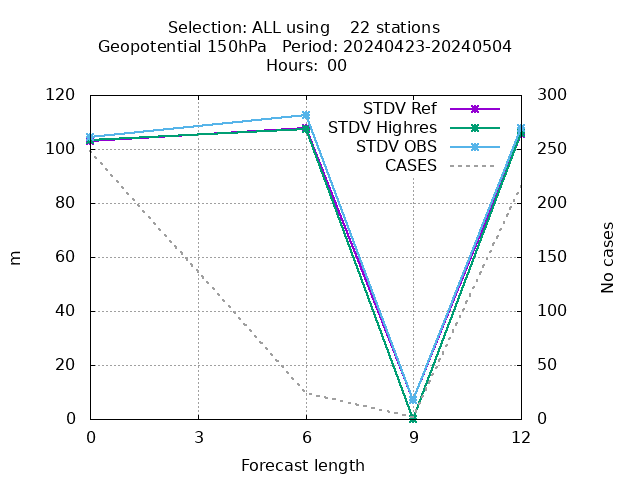 Selection: ALL using    22 stations
Geopotential 150hPa   Period: 20240423-20240504
Hours:  00
120 300
STDV Ref
100 250
STDV Highres
STDV OBS
CASES
80 200
60 150
m
No cases
40 100
20 50
0 0
0 3 6 9 12
Forecast length